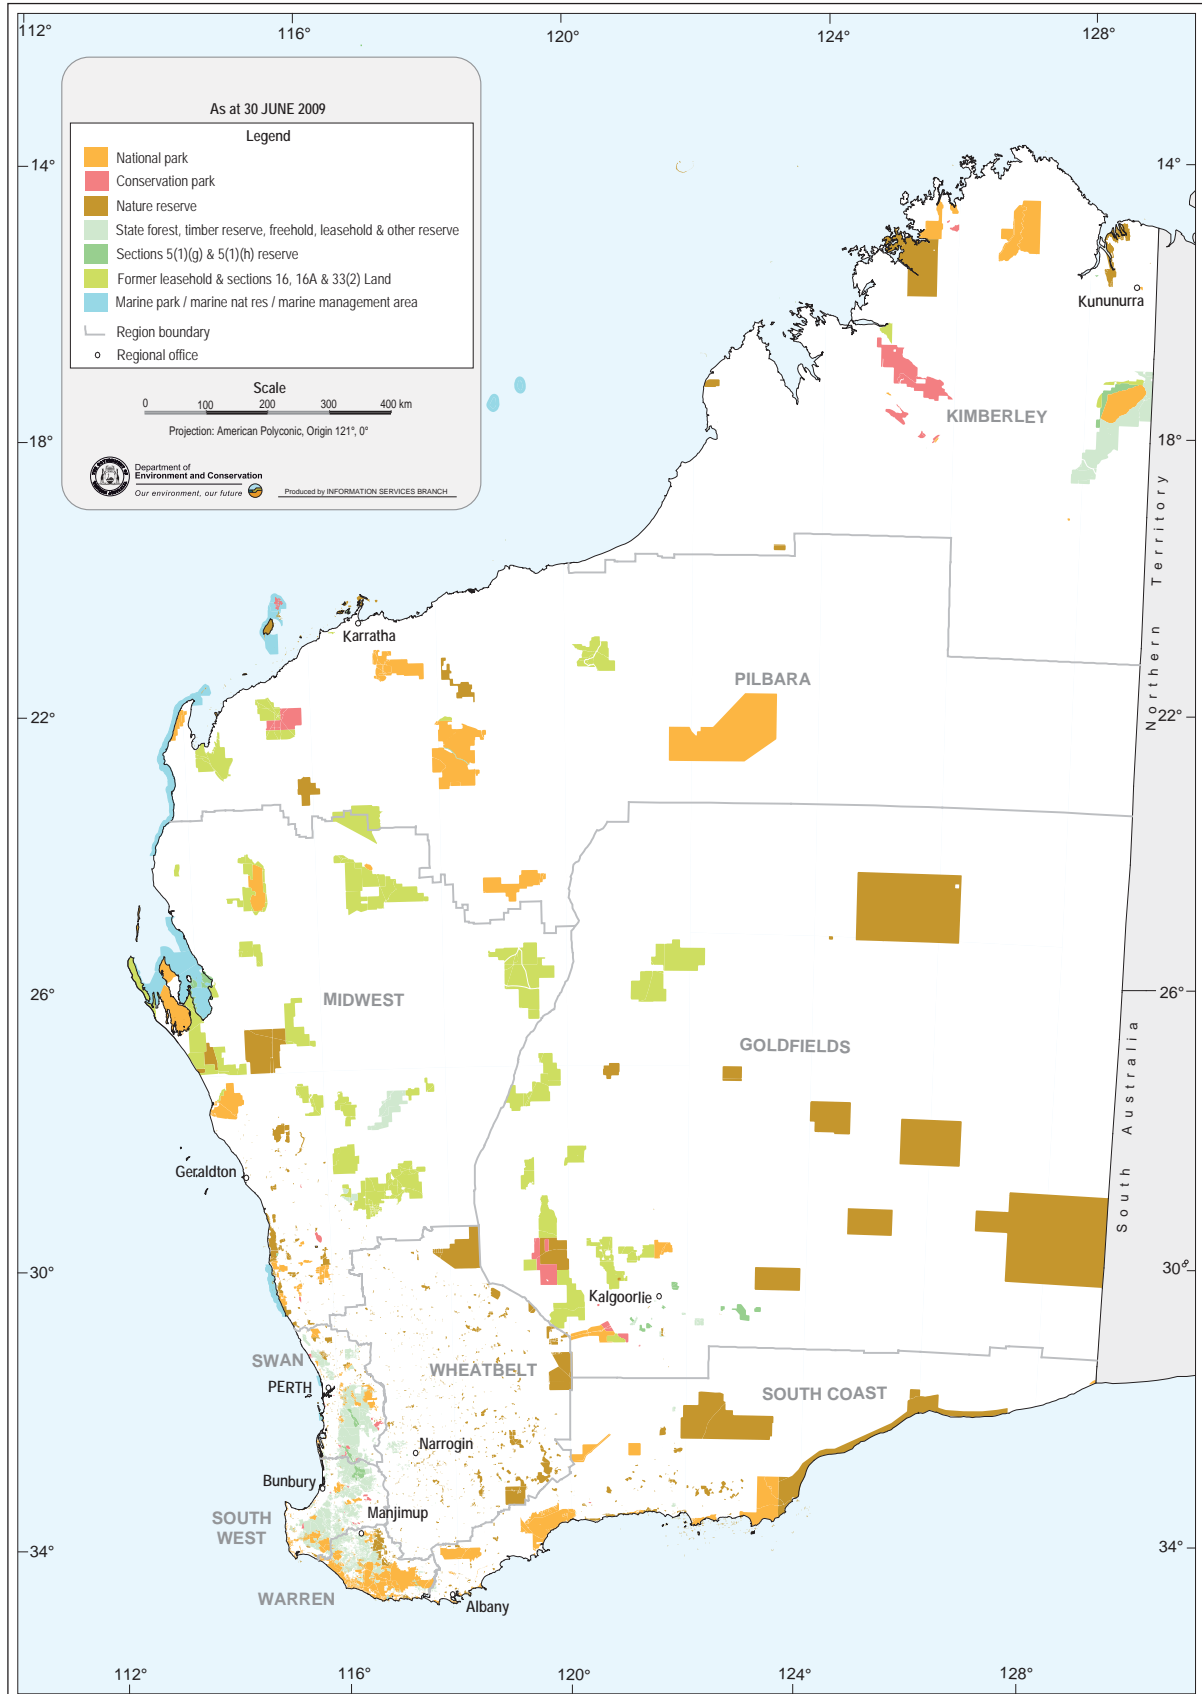 112°
116°
120°
124°
128°
As at 30 JUNE 2009
Legend
National park
Conservation park
Nature reserve
State forest, timber reserve, freehold, leasehold & other reserve
Sections 5(1)(g) & 5(1)(h) reserve
Former leasehold & sections 16, 16A & 33(2) Land
Marine park / marine nat res / marine management area
Region boundary
Regional office
Scale
0 100 200 300 400 km
Projection: American Polyconic, Origin 121°, 0°
Department of
Environment and Conservation
Our environment, our future
Produced by INFORMATION SERVICES BRANCH
14°
14°
Kununurra
KIMBERLEY
18°
18°
Northern Territory
Karratha
PILBARA
22°
22°
MIDWEST
26°
26°
GOLDFIELDS
South Australia
Geraldton
30°
30°
Kalgoorlie
SWAN
WHEATBELT
PERTH
SOUTH COAST
Narrogin
Bunbury
Manjimup
SOUTH
WEST
34°
34°
WARREN
Albany
112°
116°
120°
124°
128°